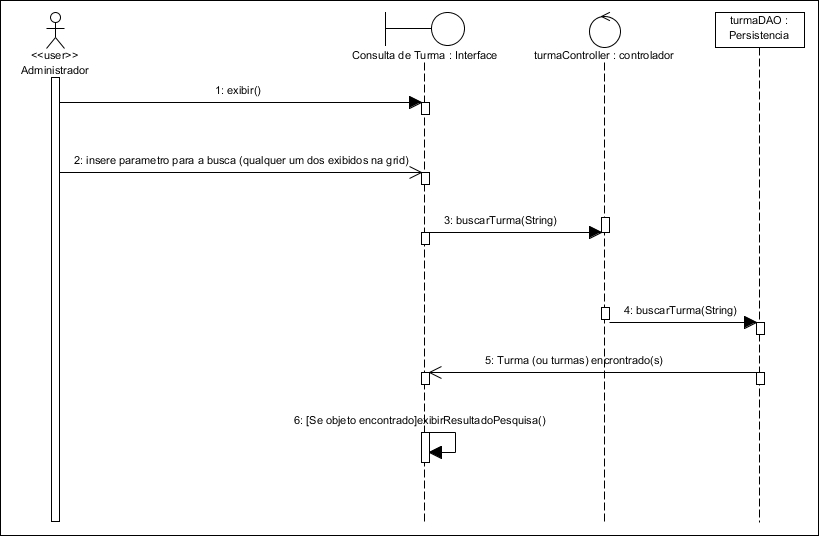 turmaDAO :
Persistencia
<<user>>
Administrador
Consulta de Turma : Interface
turmaController : controlador
1: exibir()
2: insere parametro para a busca (qualquer um dos exibidos na grid)
3: buscarTurma(String)
4: buscarTurma(String)
5: Turma (ou turmas) encrontrado(s)
6: [Se objeto encontrado]exibirResultadoPesquisa()